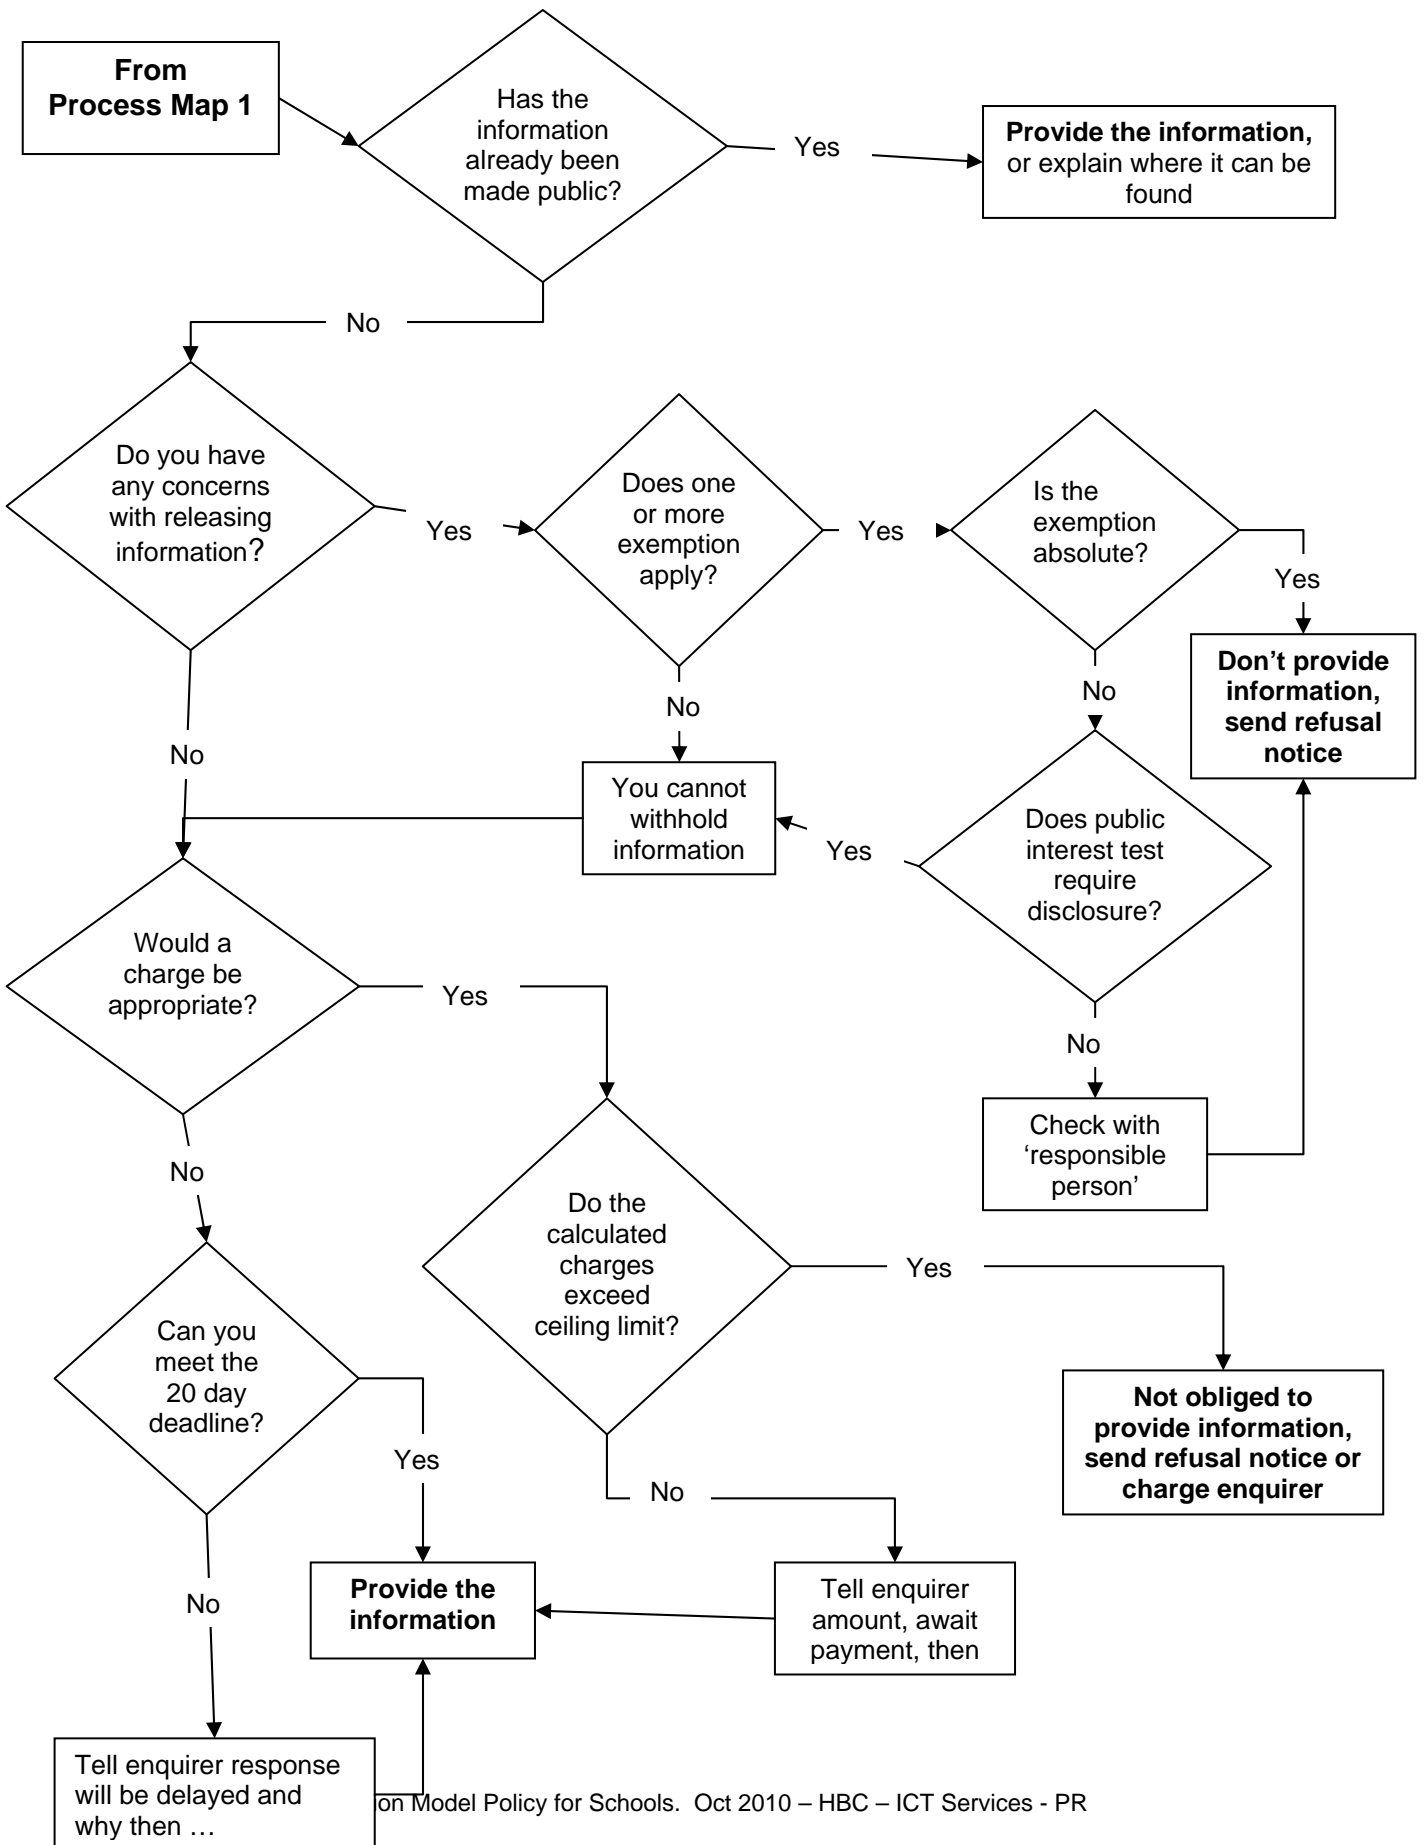 From
Process Map 1
Has the
information
already been
made public?
Yes
Provide the information,
or explain where it can be
found
No
Do you have
any concerns
with releasing
information?
Yes
Does one
or more
exemption
apply?
Yes
Is the
exemption
absolute?
Yes
No
No
Don’t provide
information,
send refusal
notice
No
You cannot
withhold
information
Yes
Does public
interest test
require
disclosure?
Would a
charge be
appropriate?
Yes
No
Check with
‘responsible
person’
No
Do the
calculated
charges
exceed
ceiling limit?
Yes
Can you
meet the
20 day
deadline?
Yes
Not obliged to
provide information,
send refusal notice or
charge enquirer
No
No
Provide the
information
Tell enquirer
amount, await
payment, then
Tell enquirer response
will be delayed and
why then …
Model Policy for Schools. Oct 2010 – HBC – ICT Services - PR